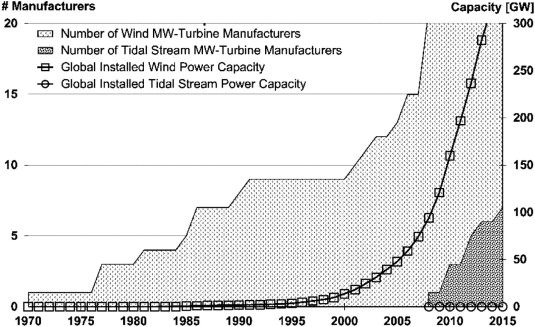 # Manufacturers Capacity [GW]
20 300
Number of Wind MW-Turbine Manufacturers
Number of Tidal Stream MW-Turbine Manufacturers
Global Installed Wind Power Capacity
Global Installed Tidal Stream Power Capacity
250
15
200
10 150
100
5
50
0 0
1970 1975 1980 1985 1990 1995 2000 2005 2010 2015